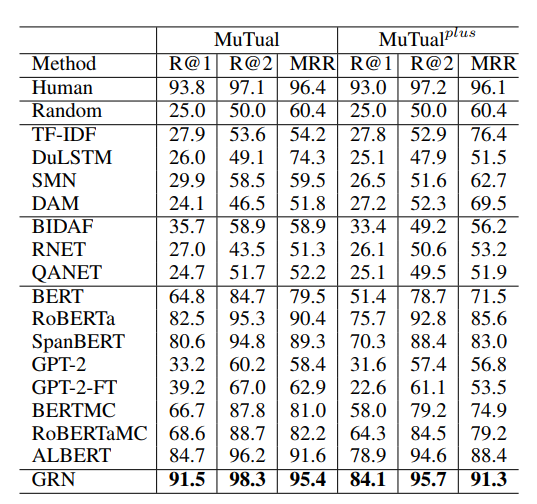 MuTual MuTual^plus
Method R@1 R@2 MRR R@1 R@2 MRR
Human 93.8 97.1 96.4 93.0 97.2 96.1
Random 25.0 50.0 60.4 25.0 50.0 60.4
TF-IDF 27.9 53.6 54.2 27.8 52.9 76.4
DuLSTM 26.0 49.1 74.3 25.1 47.9 51.5
SMN 29.9 58.5 59.5 26.5 51.6 62.7
DAM 24.1 46.5 51.8 27.2 52.3 69.5
BIDAF 35.7 58.9 58.9 33.4 49.2 56.2
RNET 27.0 43.5 51.3 26.1 50.6 53.2
QANET 24.7 51.7 52.2 25.1 49.5 51.9
BERT 64.8 84.7 79.5 51.4 78.7 71.5
RoBERTa 82.5 95.3 90.4 75.7 92.8 85.6
SpanBERT 80.6 94.8 89.3 70.3 88.4 83.0
GPT-2 33.2 60.2 58.4 31.6 57.4 56.8
GPT-2-FT 39.2 67.0 62.9 22.6 61.1 53.5
BERTMC 66.7 87.8 81.0 58.0 79.2 74.9
RoBERTaMC 68.6 88.7 82.2 64.3 84.5 79.2
ALBERT 84.7 96.2 91.6 78.9 94.6 88.4
GRN 91.5 98.3 95.4 84.1 95.7 91.3